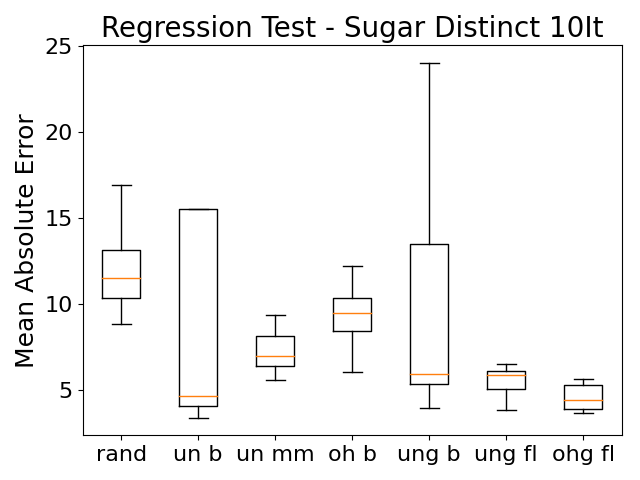 Regression Test - Sugar Distinct 10It
Mean Absolute Error
25
20
15
10
5
rand
un b
un mm
oh b
ung b
ung fl
ohg fl